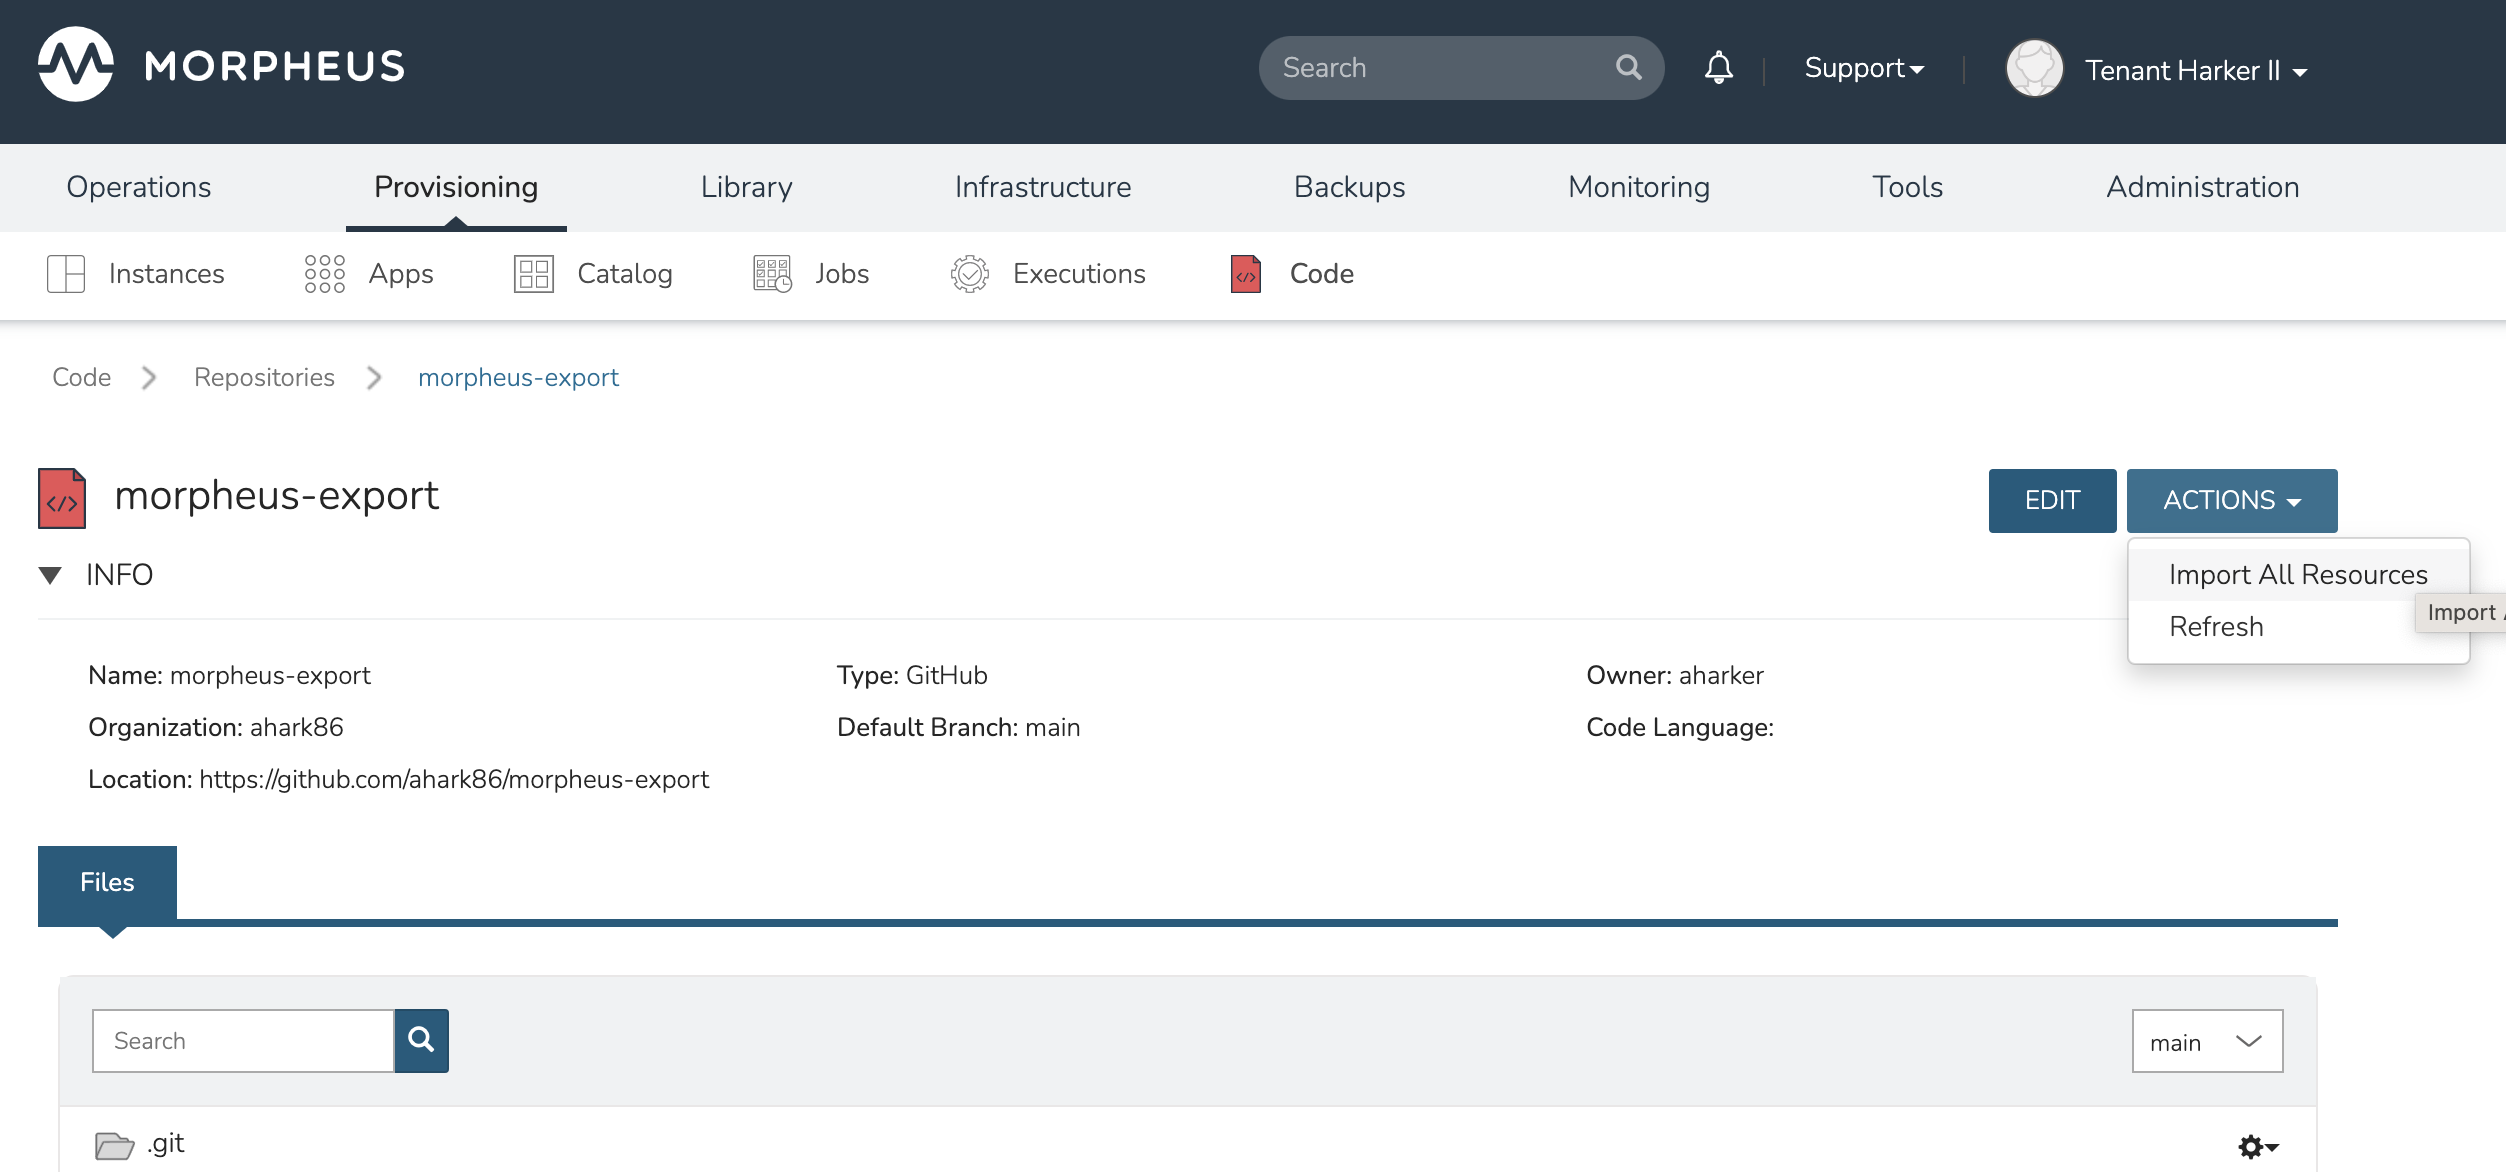 MORPHEUS
Search
Support
Tenant Harker II
Operations
Provisioning
Library
Infrastructure
Backups
Monitoring
Tools
Administration
Instances
Apps
Catalog
Jobs
Executions
Code
Code
Repositories
morpheus-export
morpheus-export
EDIT
ACTIONS
Import All Resources
Import
Refresh
INFO
Name: morpheus-export
Type: GitHub
Owner: aharker
Organization: ahark86
Default Branch: main
Code Language:
Location: https://github.com/ahark86/morpheus-export
Files
Search
main
.git